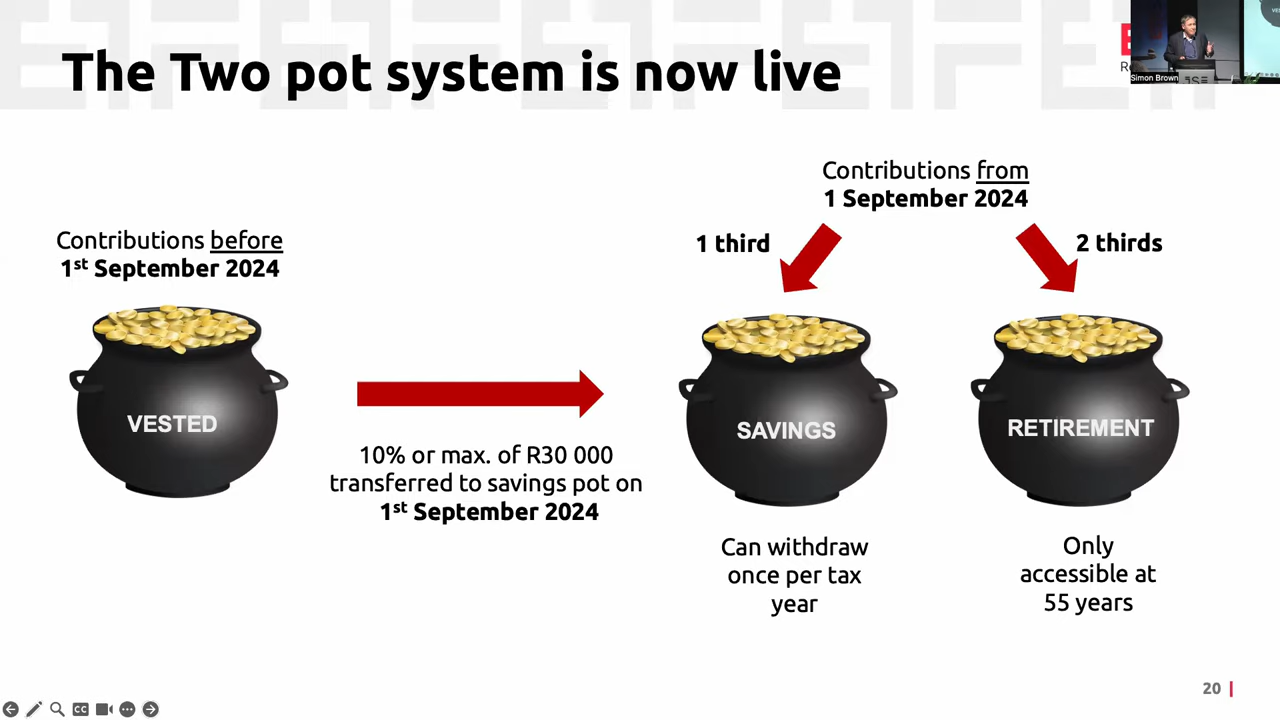 The Two pot system is now live
Simon Brown
JSE
Contributions before
1st September 2024
VESTED
10% or max. of R30 000
transferred to savings pot on
1st September 2024
Contributions from
1 September 2024
1 third
2 thirds
SAVINGS
RETIREMENT
Can withdraw
once per tax
year
Only
accessible at
55 years
20
CC